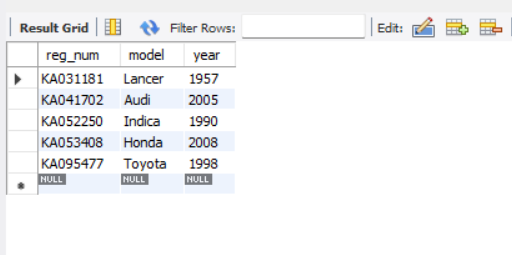 Result Grid Filter Rows: Edit:
reg_num model year
KA031181 Lancer 1957
KA041702 Audi 2005
KA052250 Indica 1990
KA053408 Honda 2008
KA095477 Toyota 1998
NULL NULL NULL